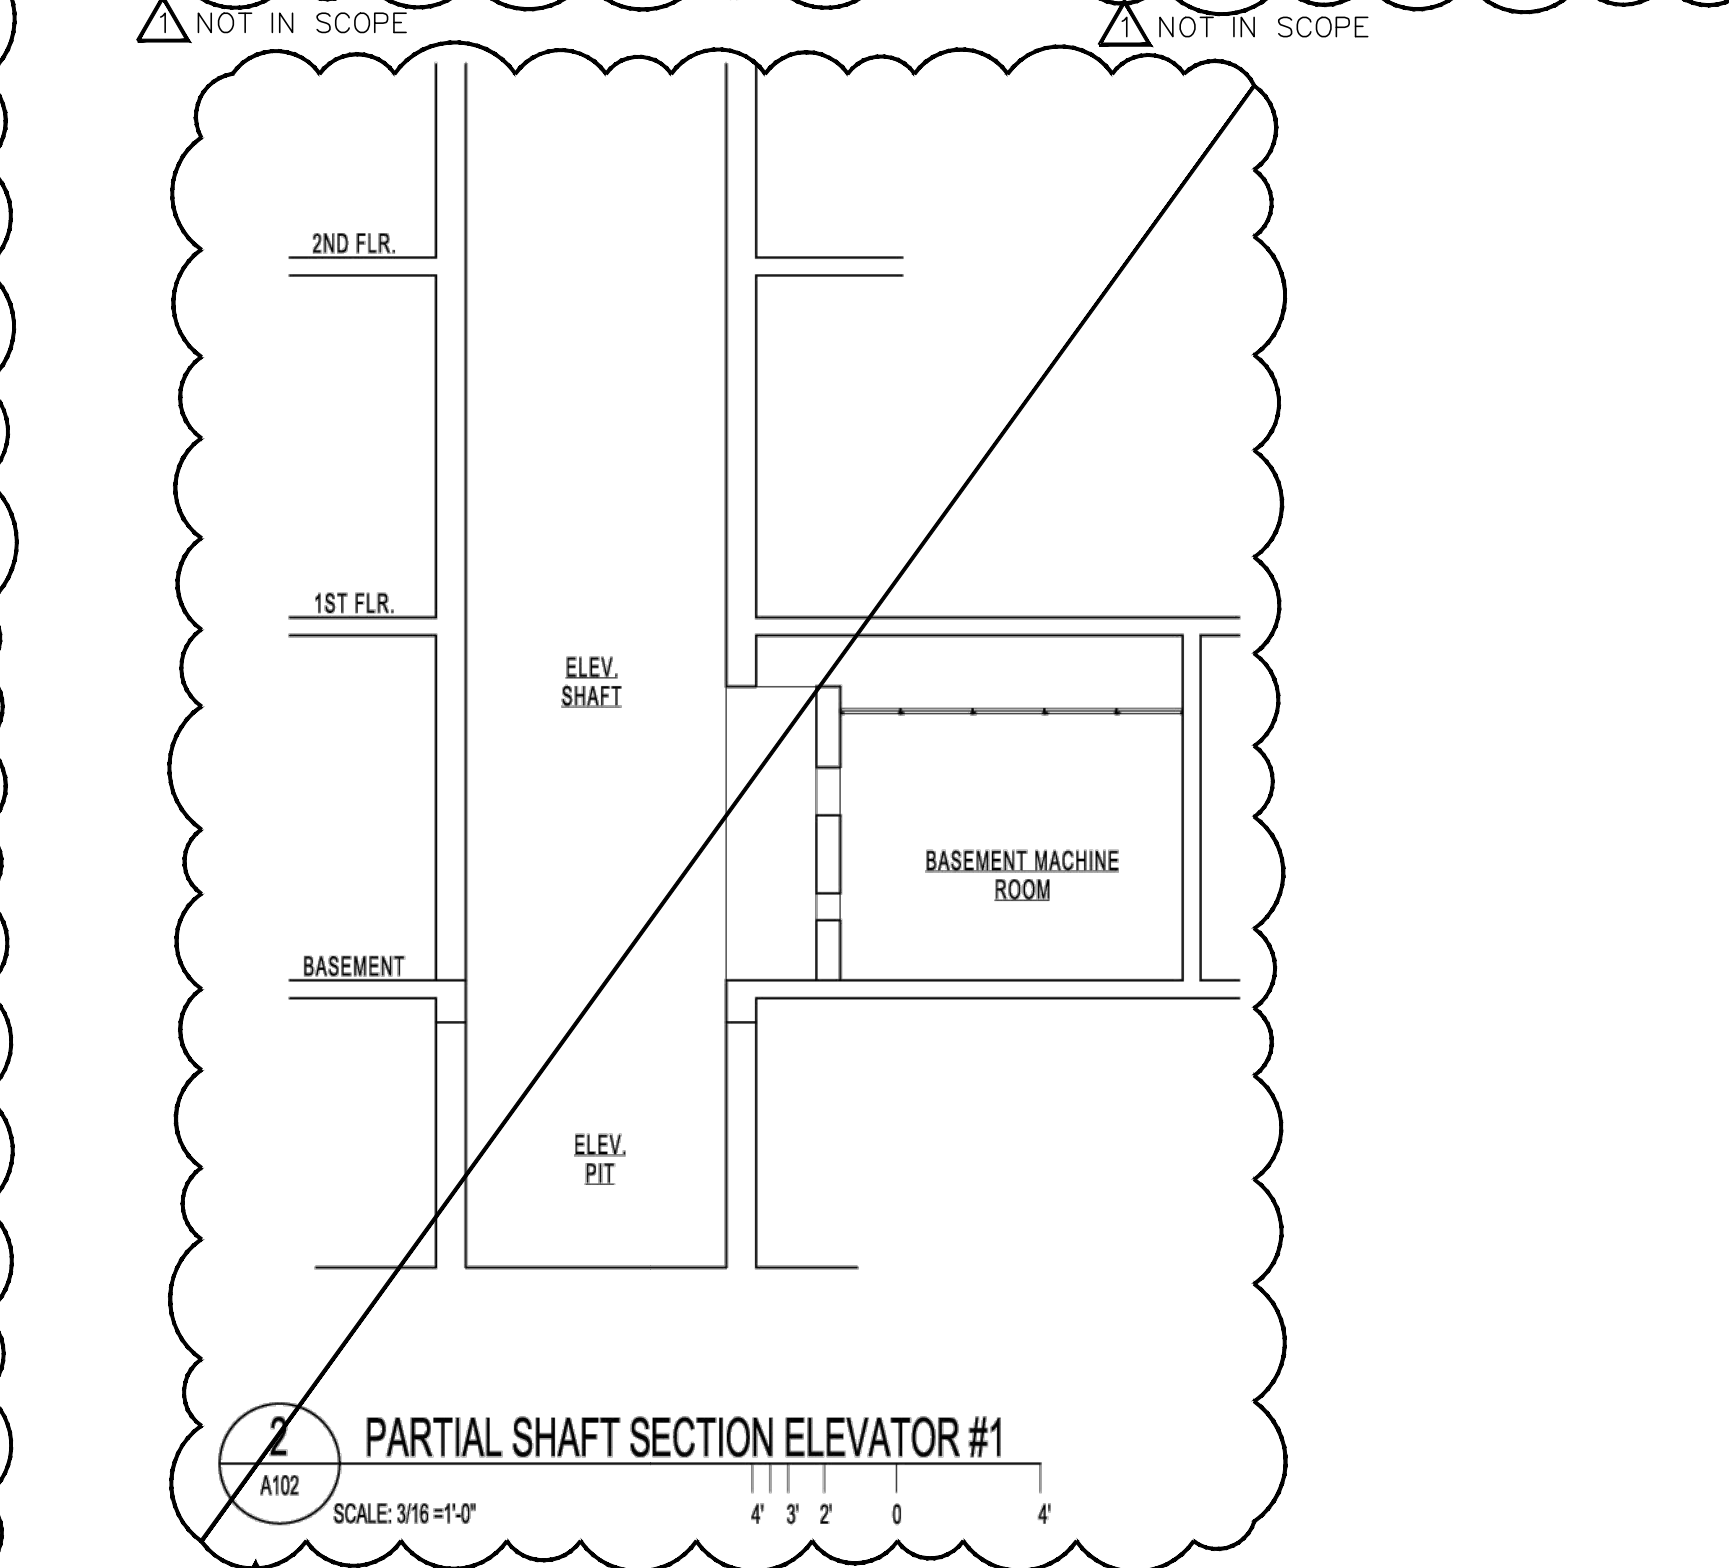 1 NOT IN SCOPE
1 NOT IN SCOPE
2ND FLR.
1ST FLR.
ELEV.
SHAFT
BASEMENT MACHINE
ROOM
BASEMENT
ELEV.
PIT
2
PARTIAL SHAFT SECTION ELEVATOR #1
A102
SCALE: 3/16 =1'-0"
4' 3' 2' 0 4'